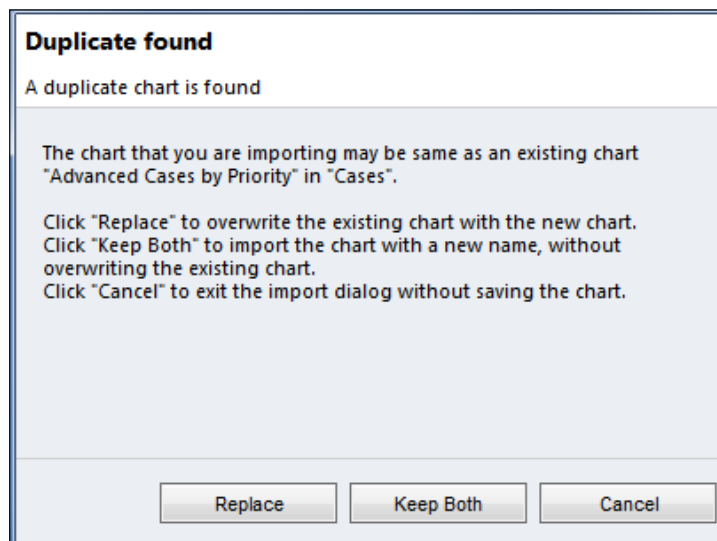 Duplicate found
A duplicate chart is found
The chart that you are importing may be same as an existing chart
"Advanced Cases by Priority" in "Cases".
Click "Replace" to overwrite the existing chart with the new chart.
Click "Keep Both" to import the chart with a new name, without
overwriting the existing chart.
Click "Cancel" to exit the import dialog without saving the chart.
Replace Keep Both Cancel